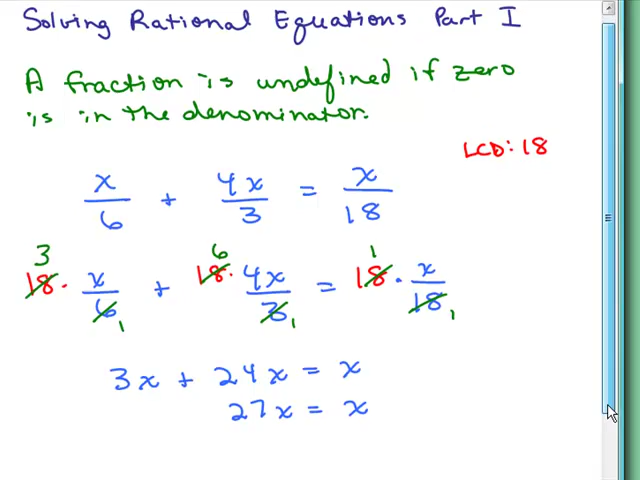 Solving Rational Equations Part I
A fraction is undefined if zero
is in the denominator.
LCD: 18
x/6 + 4x/3 = x/18
3 6 1
18 · x/6 + 18 · 4x/3 = 18 · x/18
1 1 1
3x + 24x = x
27x = x